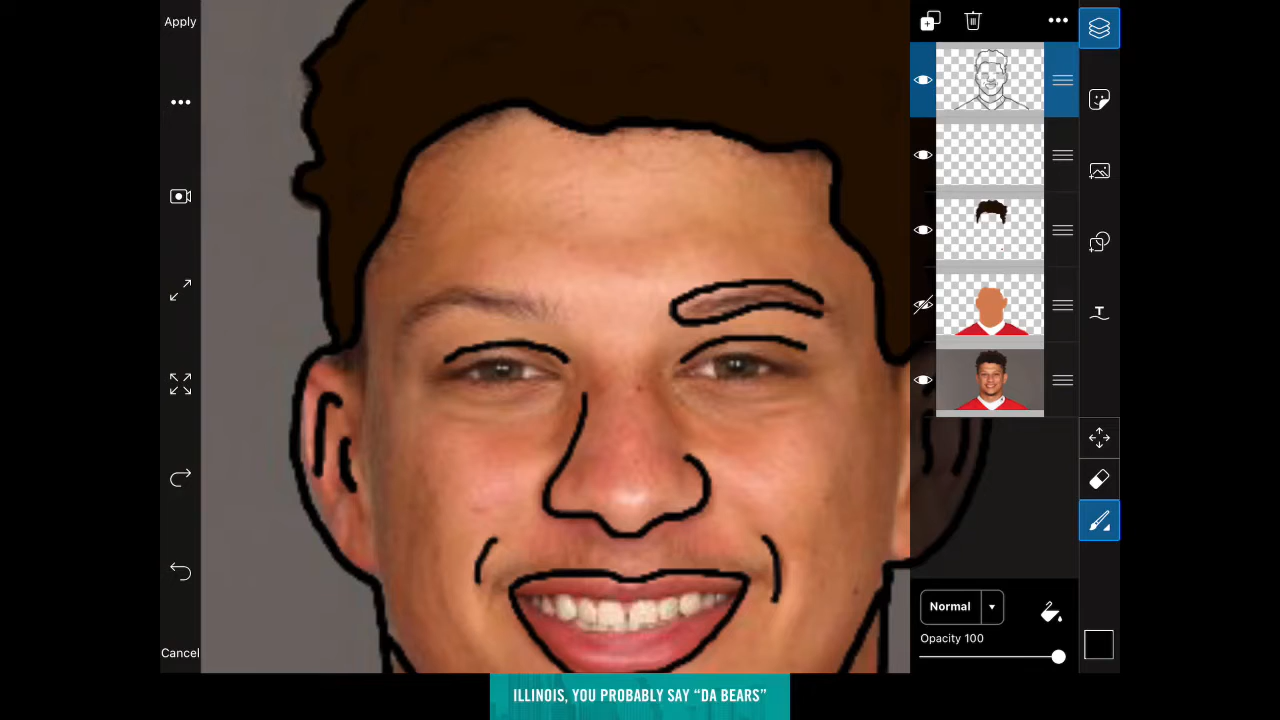 Apply
Normal
Opacity 100
Cancel
ILLINOIS, YOU PROBABLY SAY “DA BEARS”